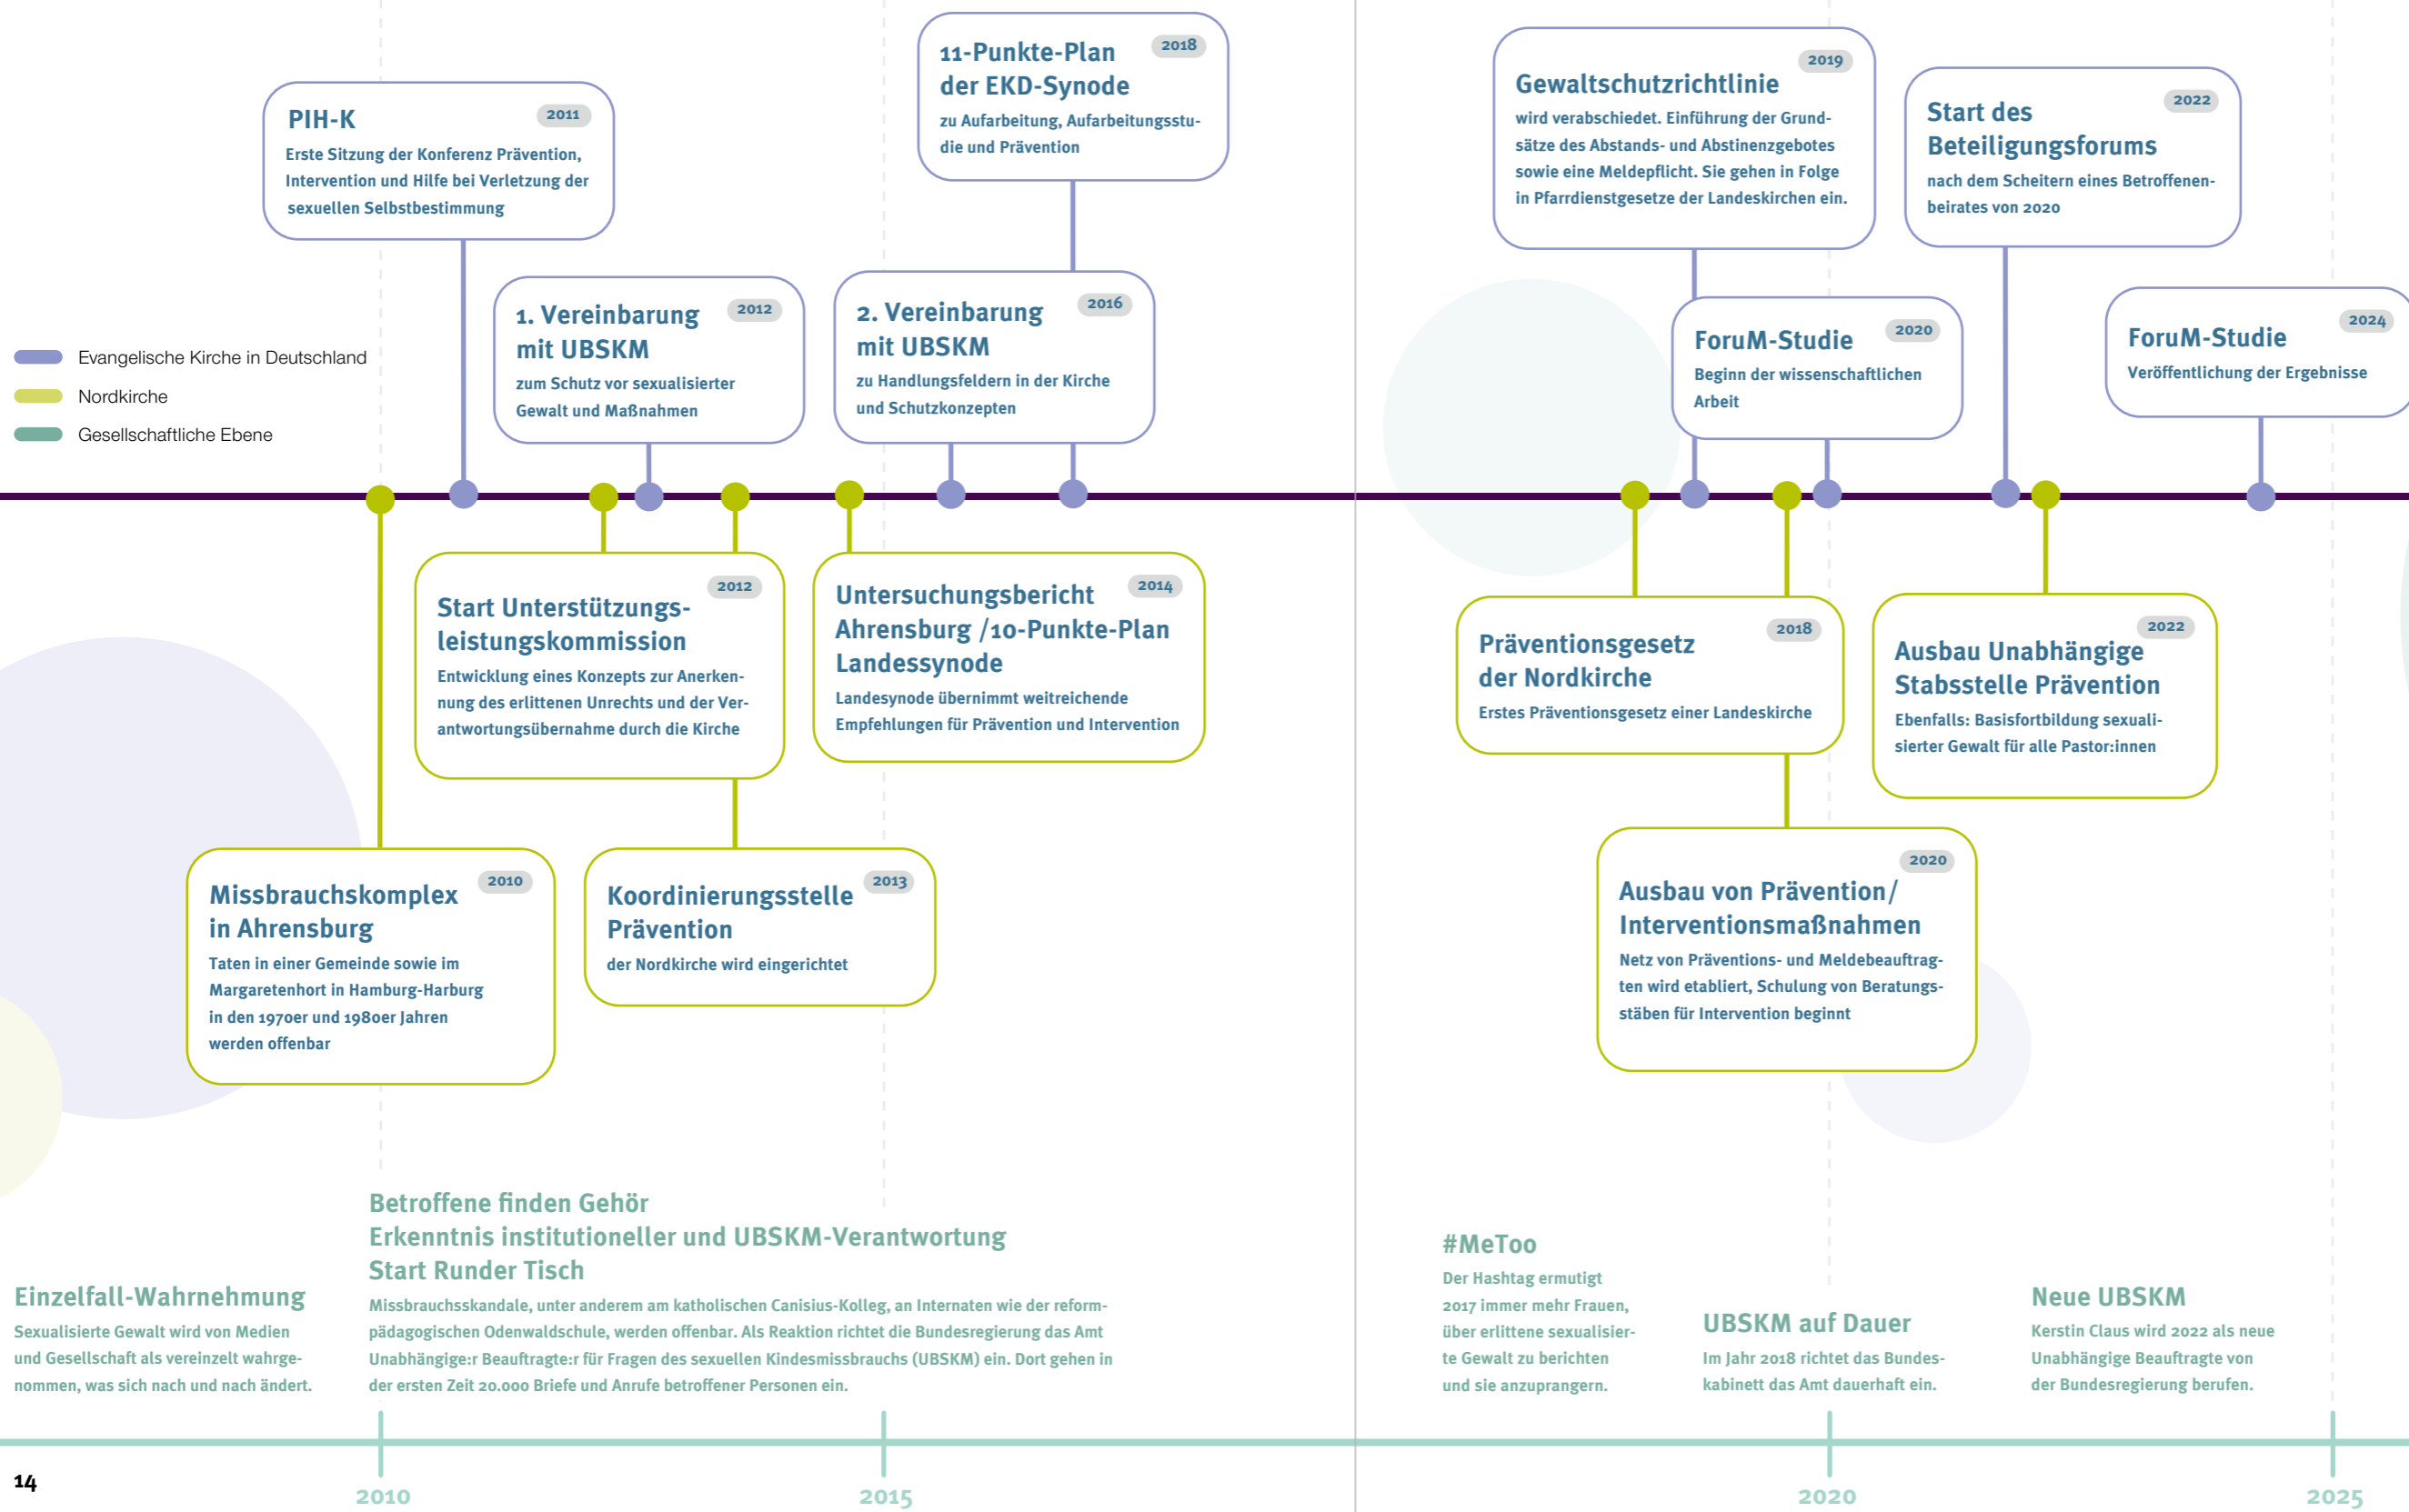 PIH-K
2011
Erste Sitzung der Konferenz Prävention,
Intervention und Hilfe bei Verletzung der
sexuellen Selbstbestimmung
11-Punkte-Plan
2018
der EKD-Synode
zu Aufarbeitung, Aufarbeitungsstu-
die und Prävention
Gewaltschutzrichtlinie
2019
wird verabschiedet. Einführung der Grund-
sätze des Abstands- und Abstinenzgebotes
sowie eine Meldepflicht. Sie gehen in Folge
in Pfarrdienstgesetze der Landeskirchen ein.
Start des
2022
Beteiligungsforums
nach dem Scheitern eines Betroffenen-
beirates von 2020
Evangelische Kirche in Deutschland
Nordkirche
Gesellschaftliche Ebene
1. Vereinbarung
2012
mit UBSKM
zum Schutz vor sexualisierter
Gewalt und Maßnahmen
2. Vereinbarung
2016
mit UBSKM
zu Handlungsfeldern in der Kirche
und Schutzkonzepten
ForuM-Studie
2020
Beginn der wissenschaftlichen
Arbeit
ForuM-Studie
2024
Veröffentlichung der Ergebnisse
2012
Start Unterstützungs-
leistungskommission
Entwicklung eines Konzepts zur Anerken-
nung des erlittenen Unrechts und der Ver-
antwortungsübernahme durch die Kirche
Untersuchungsbericht
2014
Ahrensburg /10-Punkte-Plan
Landessynode
Landesynode übernimmt weitreichende
Empfehlungen für Prävention und Intervention
Präventionsgesetz
2018
der Nordkirche
Erstes Präventionsgesetz einer Landeskirche
2022
Ausbau Unabhängige
Stabsstelle Prävention
Ebenfalls: Basisfortbildung sexuali-
sierter Gewalt für alle Pastor:innen
Missbrauchskomplex
2010
in Ahrensburg
Taten in einer Gemeinde sowie im
Margaretenhort in Hamburg-Harburg
in den 1970er und 1980er Jahren
werden offenbar
Koordinierungsstelle
2013
Prävention
der Nordkirche wird eingerichtet
2020
Ausbau von Prävention/
Interventionsmaßnahmen
Netz von Präventions- und Meldebeauftrag-
ten wird etabliert, Schulung von Beratungs-
stäben für Intervention beginnt
Einzelfall-Wahrnehmung
Sexualisierte Gewalt wird von Medien
und Gesellschaft als vereinzelt wahrge-
nommen, was sich nach und nach ändert.
Betroffene finden Gehör
Erkenntnis institutioneller und UBSKM-Verantwortung
Start Runder Tisch
Missbrauchsskandale, unter anderem am katholischen Canisius-Kolleg, an Internaten wie der reform-
pädagogischen Odenwaldschule, werden offenbar. Als Reaktion richtet die Bundesregierung das Amt
Unabhängige:r Beauftragte:r für Fragen des sexuellen Kindesmissbrauchs (UBSKM) ein. Dort gehen in
der ersten Zeit 20.000 Briefe und Anrufe betroffener Personen ein.
#MeToo
Der Hashtag ermutigt
2017 immer mehr Frauen,
über erlittene sexualisier-
te Gewalt zu berichten
und sie anzuprangern.
UBSKM auf Dauer
Im Jahr 2018 richtet das Bundes-
kabinett das Amt dauerhaft ein.
Neue UBSKM
Kerstin Claus wird 2022 als neue
Unabhängige Beauftragte von
der Bundesregierung berufen.
14
2010
2015
2020
2025